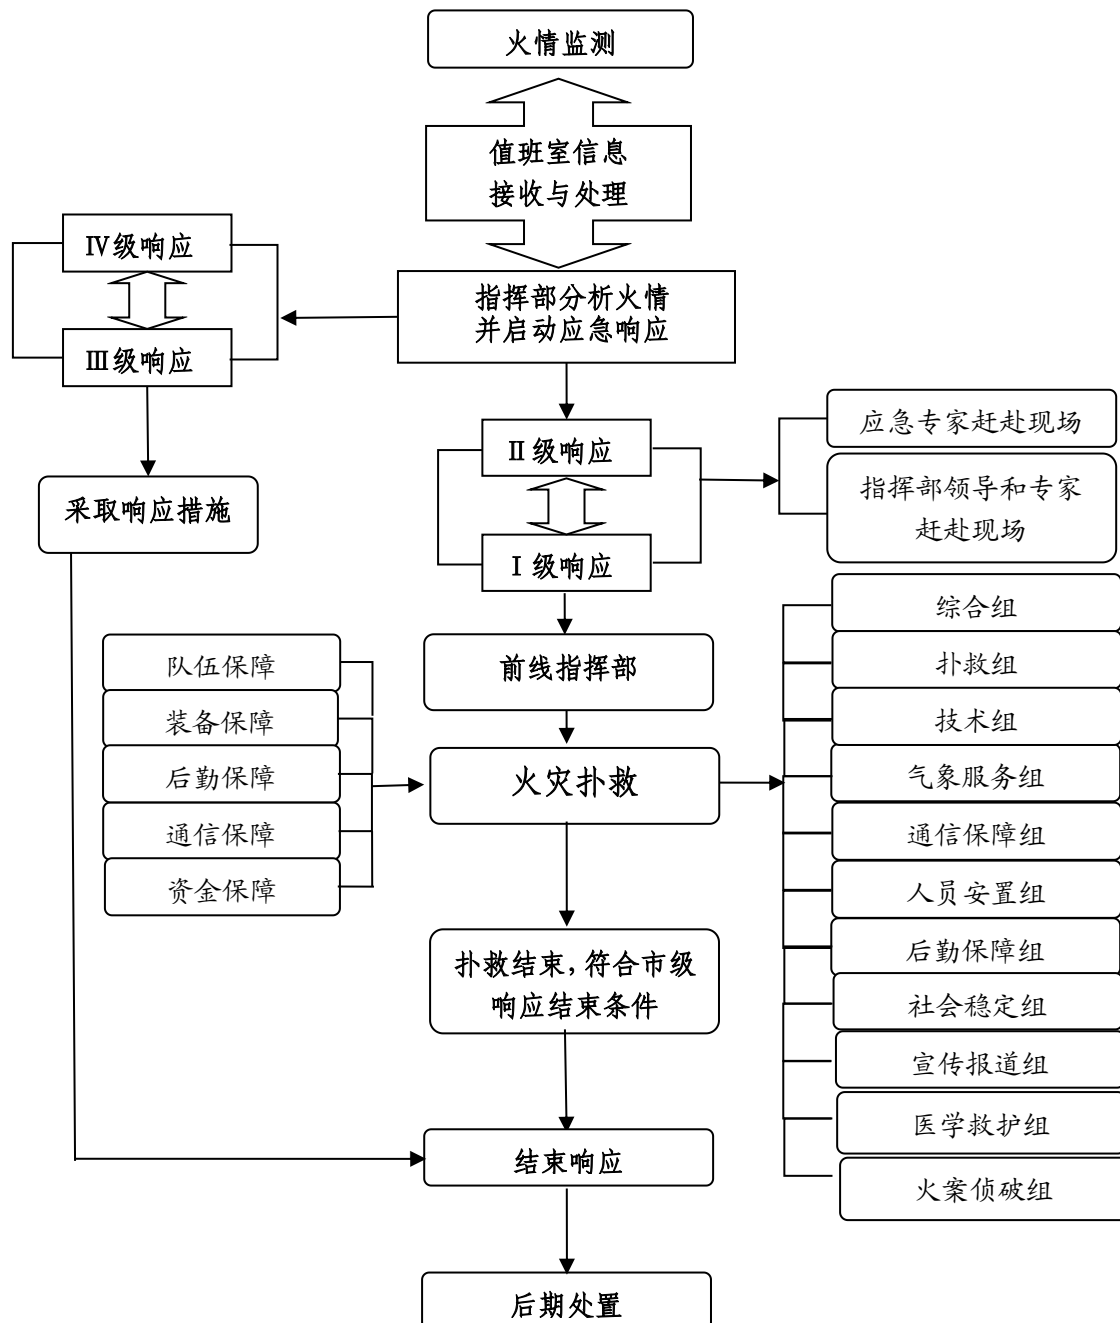 火情监测
值班室信息
接收与处理
Ⅳ级响应
Ⅲ级响应
指挥部分析火情
并启动应急响应
Ⅱ级响应
Ⅰ级响应
应急专家赶赴现场
指挥部领导和专家
赶赴现场
采取响应措施
前线指挥部
队伍保障
装备保障
后勤保障
通信保障
资金保障
火灾扑救
综合组
扑救组
技术组
气象服务组
通信保障组
人员安置组
后勤保障组
社会稳定组
宣传报道组
医学救护组
火案侦破组
扑救结束，符合市级
响应结束条件
结束响应
后期处置